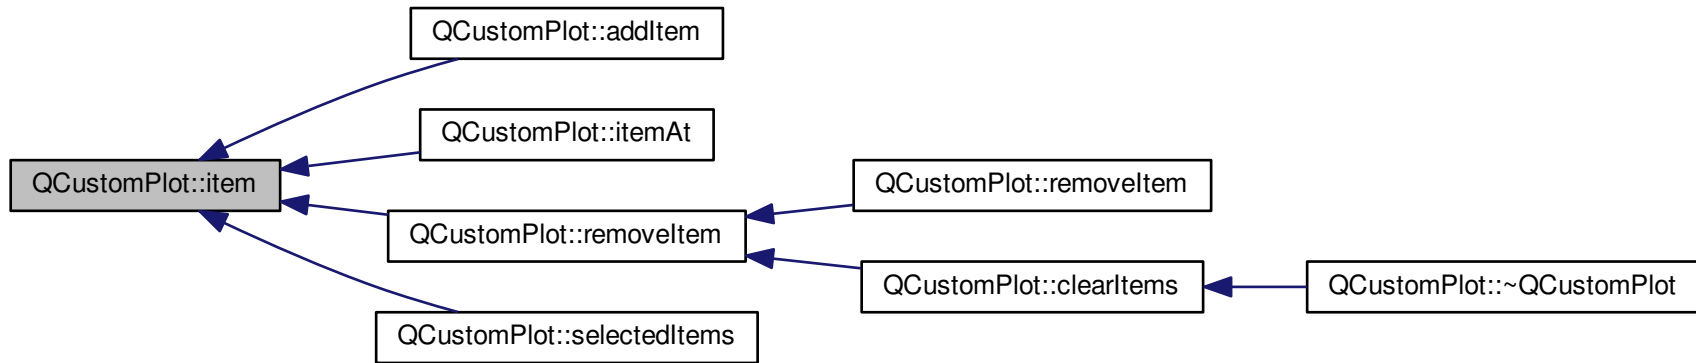 QCustomPlot::addItem
QCustomPlot::itemAt
QCustomPlot::item
QCustomPlot::removeItem
QCustomPlot::removeItem
QCustomPlot::clearItems
QCustomPlot::~QCustomPlot
QCustomPlot::selectedItems